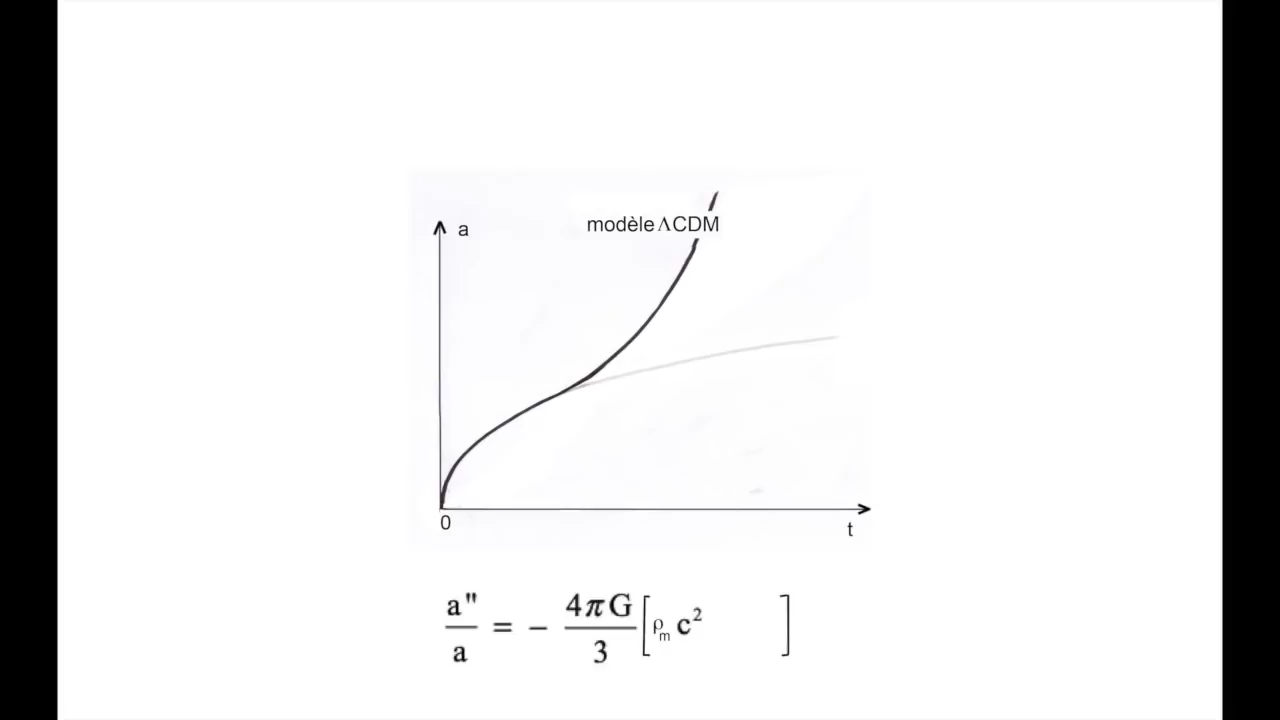 modèle ΛCDM
a
0
t
a" / a = - 4πG / 3 [ρm c²     ]